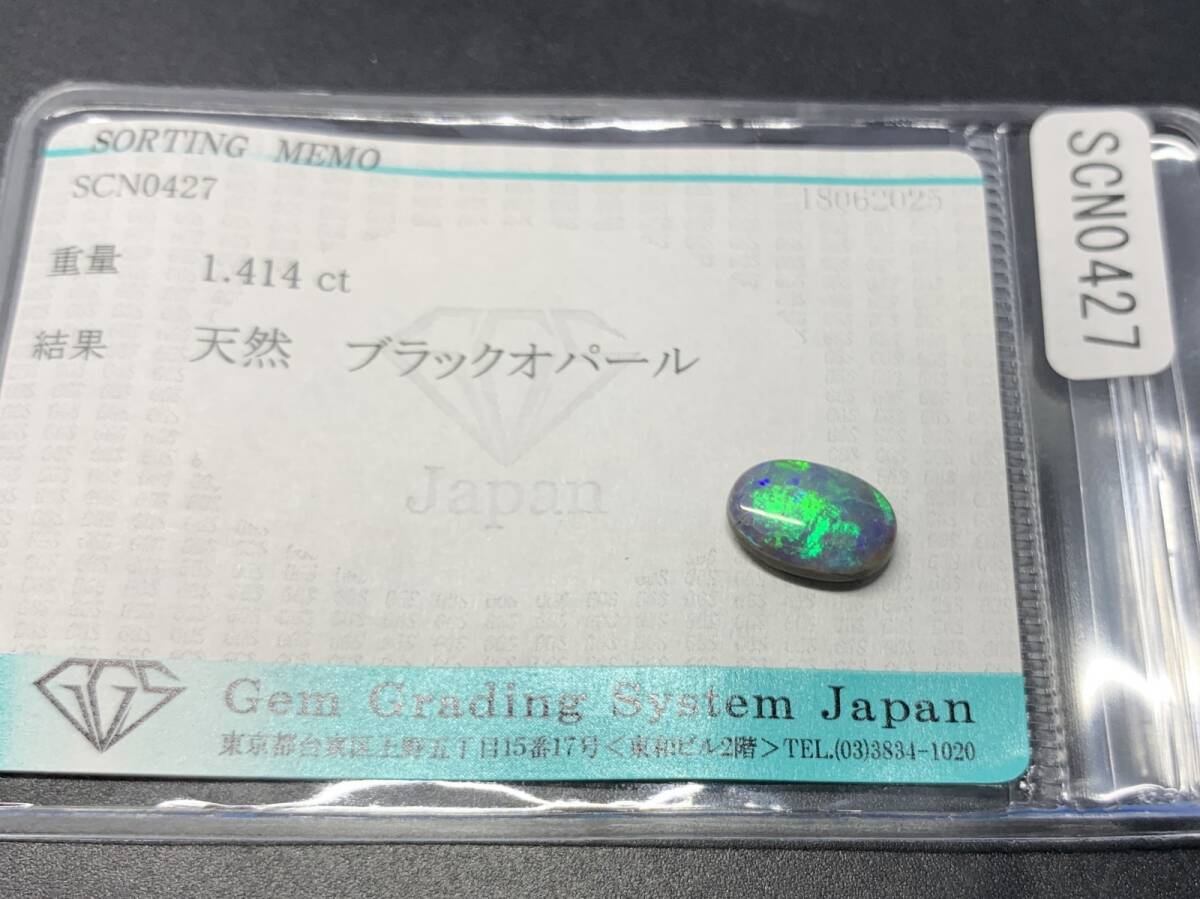 SORTING MEMO
SCN0427 18062025
重量 1.414 ct
結果 天然 ブラックオパール
GGS
Japan
GGS Gem Grading System Japan
東京都台東区上野五丁目15番17号＜東和ビル2階＞TEL.(03)3834-1020
SCN0427